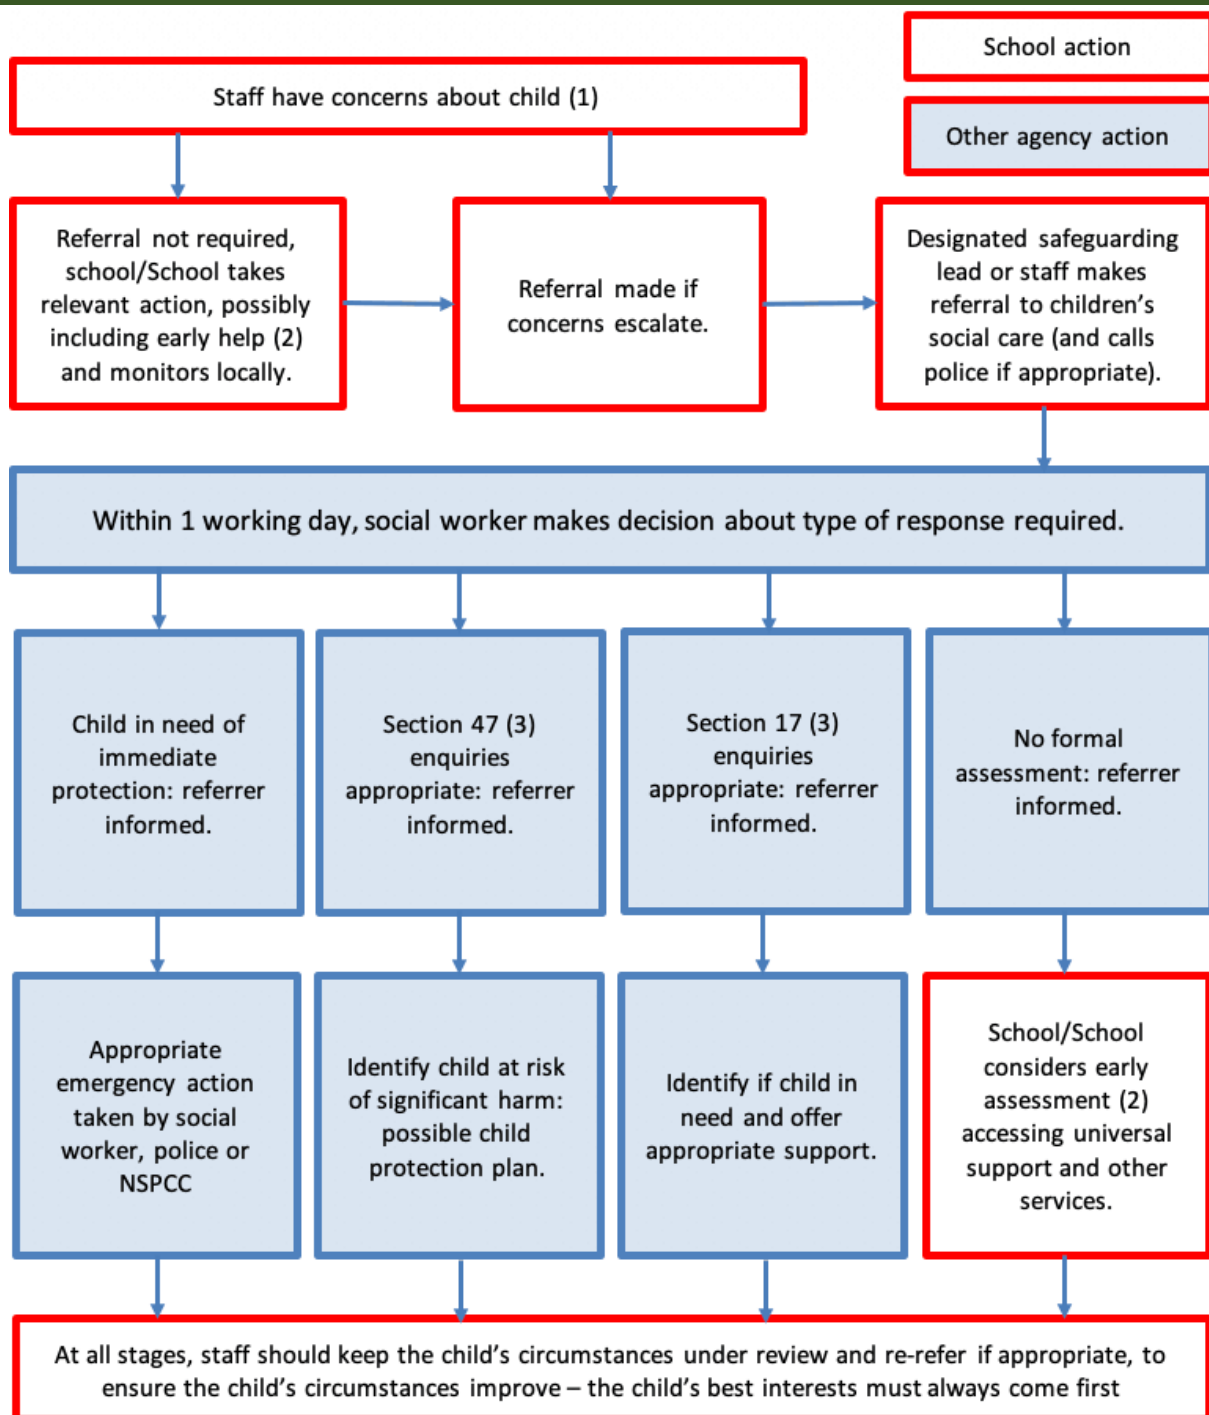 School action
Staff have concerns about child (1)
Other agency action
Referral not required,
school/School takes
relevant action, possibly
including early help (2)
and monitors locally.
Referral made if
concerns escalate.
Designated safeguarding
lead or staff makes
referral to children’s
social care (and calls
police if appropriate).
Within 1 working day, social worker makes decision about type of response required.
Child in need of
immediate
protection: referrer
informed.
Section 47 (3)
enquiries
appropriate: referrer
informed.
Section 17 (3)
enquiries
appropriate: referrer
informed.
No formal
assessment: referrer
informed.
Appropriate
emergency action
taken by social
worker, police or
NSPCC
Identify child at risk
of significant harm:
possible child
protection plan.
Identify if child in
need and offer
appropriate support.
School/School
considers early
assessment (2)
accessing universal
support and other
services.
At all stages, staff should keep the child’s circumstances under review and re-refer if appropriate, to
ensure the child’s circumstances improve – the child’s best interests must always come first